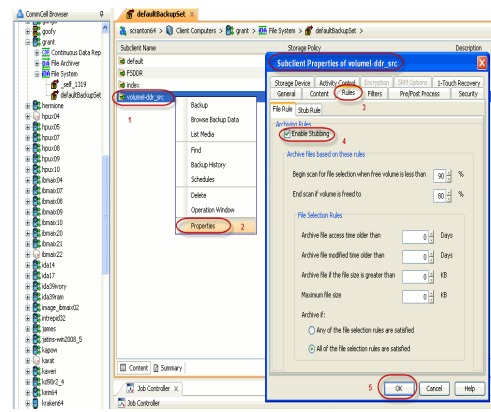 CommCell Browser
goofy
grant
Continuous Data Rep
File Archiver
File System
_self_1319
defaultBackupSet
hermione
hpux04
hpux05
hpux07
hpux08
hpux09
hpux10
ibmaix04
ibmaix07
ibmaix08
ibmaix09
ibmaix10
ibmaix20
ibmaix21
ibmaix22
ida14
ida17
ida39ivory
ida39ram
image_ibmaix02
intrepid32
james
jatins-win2008_5
kapow
karat
kaveri
kd90r2_4
krm64
kraken64
defaultBackupSet ×
scranton64 > Client Computers > grant > File System > defaultBackupSet >
Subclient Name
Storage Policy
Description
default
FSDDR
index
volumel-ddr_src
1
Backup
Browse Backup Data
List Media
Find
Backup History
Schedules
Delete
Operation Window
Properties
2
Content
Summary
Job Controller ×
Job Controller
Subclient Properties of volumel-ddr_src
Storage Device
Activity Control
Encryption
SRM Options
1-Touch Recovery
General
Content
Rules
Filters
Pre/Post Process
Security
3
File Rule
Stub Rule
Archiving Rules
Enable Stubbing
4
Archive files based on these rules
Begin scan for file selection when free volume is less than 90 %
End scan if volume is freed to 80 %
File Selection Rules
Archive file access time older than 0 Days
Archive file modified time older than 0 Days
Archive file if the file size is greater than 0 KB
Maximum file size 0 KB
Archive if:
Any of the file selection rules are satisfied
All of the file selection rules are satisfied
5
OK
Cancel
Help